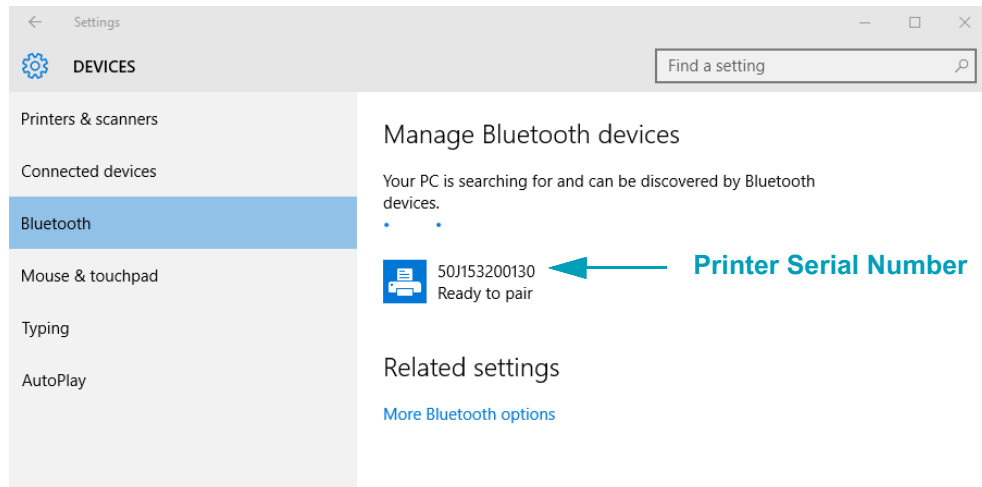 Settings
DEVICES
Find a setting
Printers & scanners
Connected devices
Bluetooth
Mouse & touchpad
Typing
AutoPlay
Manage Bluetooth devices
Your PC is searching for and can be discovered by Bluetooth
devices.
50J153200130
Ready to pair
Printer Serial Number
Related settings
More Bluetooth options